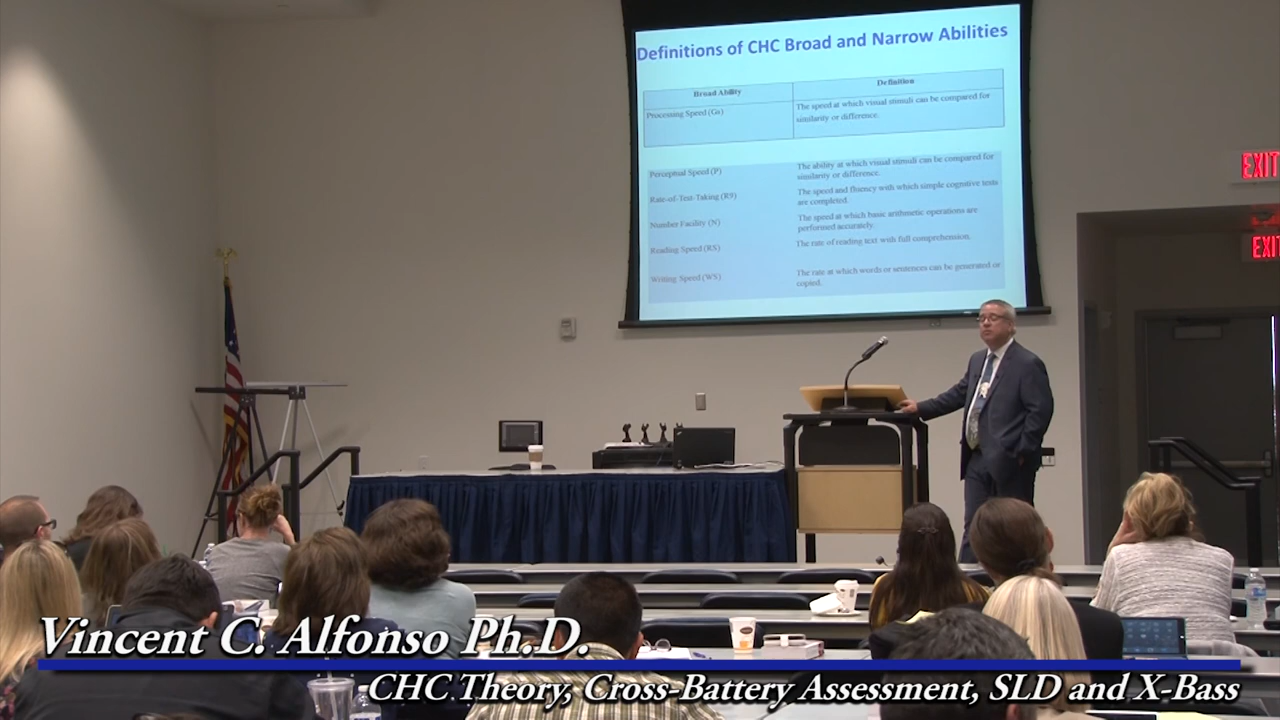 Definitions of CHC Broad and Narrow Abilities
Broad Ability
Definition
Processing Speed (Gs)
The speed at which visual stimuli can be compared for
similarity or difference.
Perceptual Speed (P)
The ability at which visual stimuli can be compared for
similarity or difference.
Rate-of-Test-Taking (R9)
The speed and fluency with which simple cognitive tests
are completed.
Number Facility (N)
The speed at which basic arithmetic operations are
performed accurately.
Reading Speed (RS)
The rate of reading text with full comprehension.
Writing Speed (WS)
The rate at which words or sentences can be generated or
copied.
EXIT
EXIT
Vincent C. Alfonso Ph.D.
CHC Theory, Cross-Battery Assessment, SLD and X-Bass